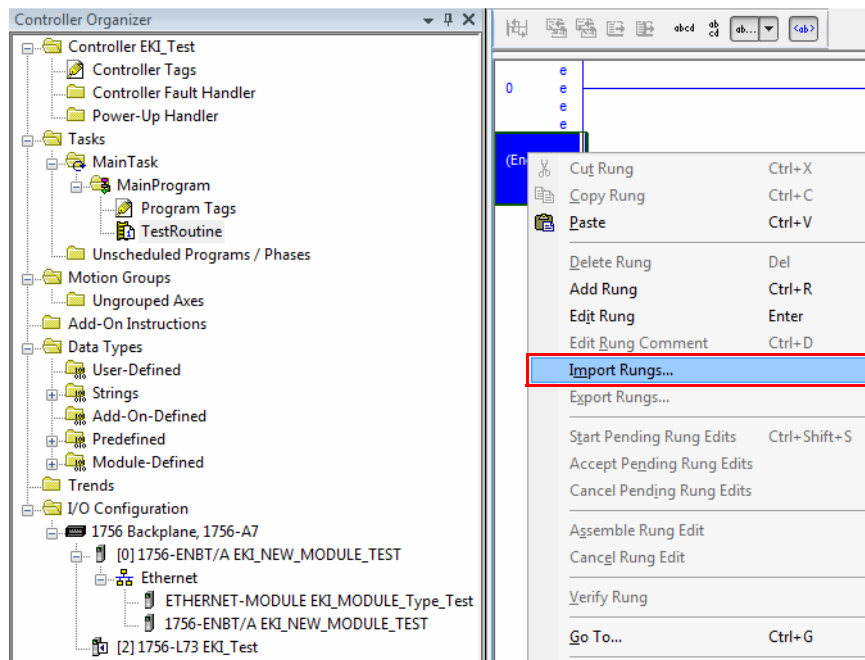 Controller Organizer
Controller EKI_Test
Controller Tags
Controller Fault Handler
Power-Up Handler
Tasks
MainTask
MainProgram
Program Tags
TestRoutine
Unscheduled Programs / Phases
Motion Groups
Ungrouped Axes
Add-On Instructions
Data Types
User-Defined
Strings
Add-On-Defined
Predefined
Module-Defined
Trends
I/O Configuration
1756 Backplane, 1756-A7
[0] 1756-ENBT/A EKI_NEW_MODULE_TEST
Ethernet
ETHERNET-MODULE EKI_MODULE_Type_Test
1756-ENBT/A EKI_NEW_MODULE_TEST
[2] 1756-L73 EKI_Test
abcd ab cd ab... <ab>
e
0 e
e
e
(En
Cut Rung Ctrl+X
Copy Rung Ctrl+C
Paste Ctrl+V
Delete Rung Del
Add Rung Ctrl+R
Edit Rung Enter
Edit Rung Comment Ctrl+D
Import Rungs...
Export Rungs...
Start Pending Rung Edits Ctrl+Shift+S
Accept Pending Rung Edits
Cancel Pending Rung Edits
Assemble Rung Edit
Cancel Rung Edit
Verify Rung
Go To... Ctrl+G